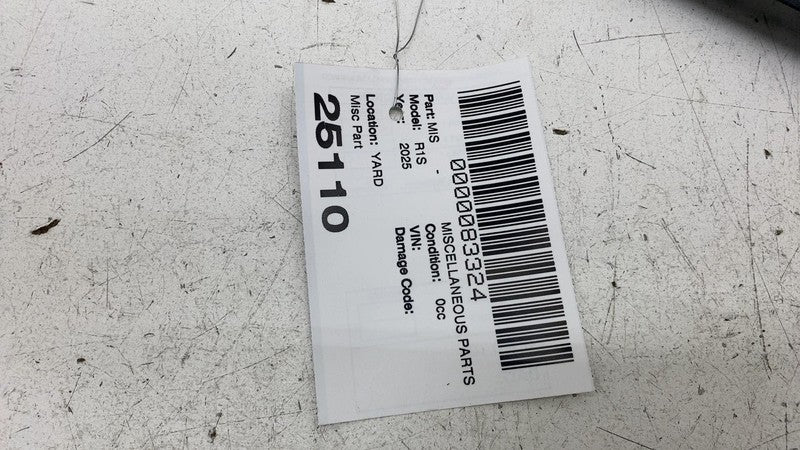 0000083324
Part: MIS - MISCELLANEOUS PARTS
Model: R1S Condition: 0cc
Year: 2025 VIN:
Damage Code:
Location: YARD
Misc Part
25110